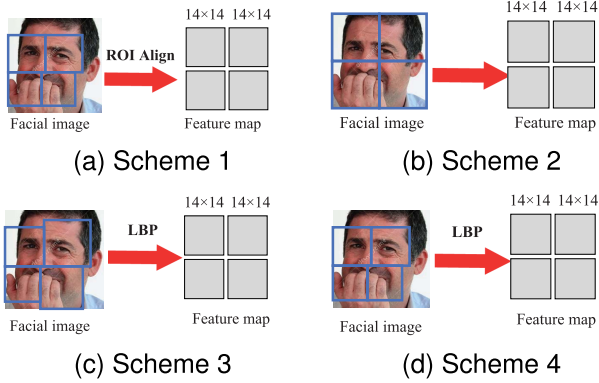 14×14 14×14
ROI Align
Facial image
Feature map
(a) Scheme 1
14×14 14×14
Facial image
Feature map
(b) Scheme 2
14×14 14×14
LBP
Facial image
Feature map
(c) Scheme 3
14×14 14×14
LBP
Facial image
Feature map
(d) Scheme 4